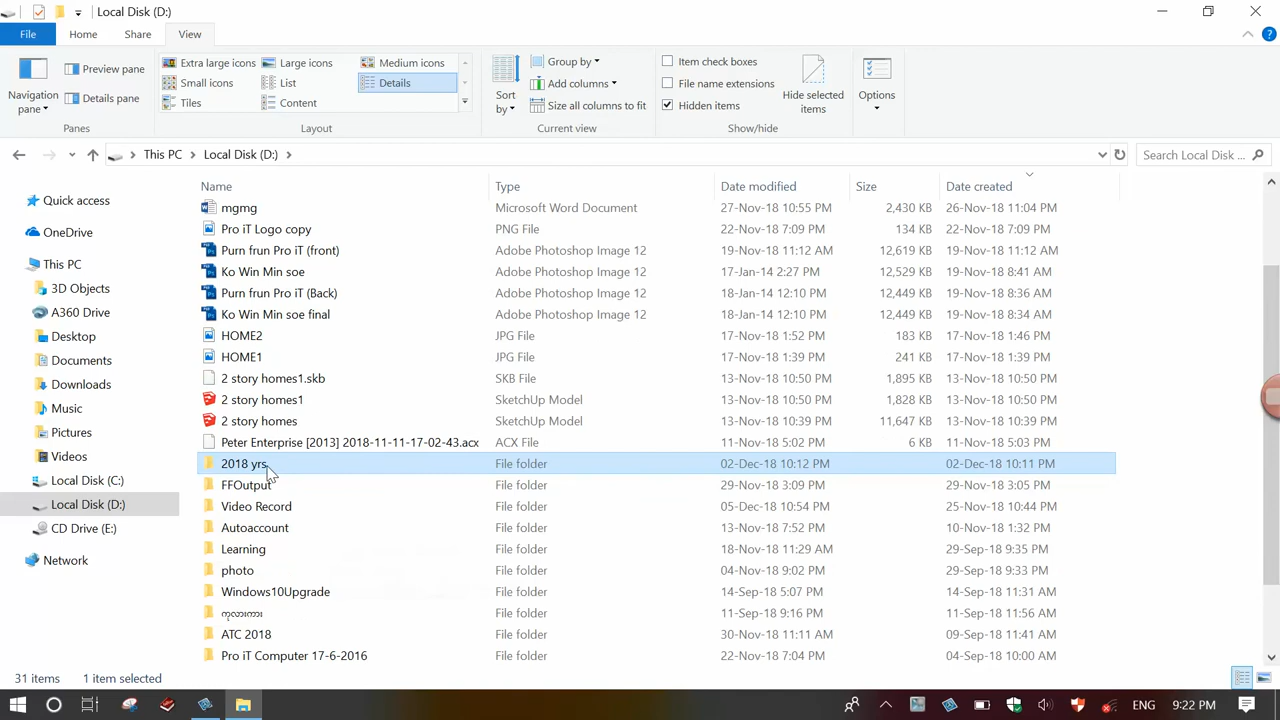 Local Disk (D:)
File Home Share View
Navigation pane
Preview pane
Details pane
Panes
Extra large icons Large icons Medium icons
Small icons List Details
Tiles Content
Layout
Sort by
Group by
Add columns
Size all columns to fit
Current view
Item check boxes
File name extensions
Hidden items
Hide selected items
Show/hide
Options
This PC Local Disk (D:)
Search Local Disk ...
Quick access
OneDrive
This PC
3D Objects
A360 Drive
Desktop
Documents
Downloads
Music
Pictures
Videos
Local Disk (C:)
Local Disk (D:)
CD Drive (E:)
Network
Name Type Date modified Size Date created
mgmg Microsoft Word Document 27-Nov-18 10:55 PM 2,430 KB 26-Nov-18 11:04 PM
Pro iT Logo copy PNG File 22-Nov-18 7:09 PM 134 KB 22-Nov-18 7:09 PM
Purn frun Pro iT (front) Adobe Photoshop Image 12 19-Nov-18 11:12 AM 12,619 KB 19-Nov-18 11:12 AM
Ko Win Min soe Adobe Photoshop Image 12 17-Jan-14 2:27 PM 12,529 KB 19-Nov-18 8:41 AM
Purn frun Pro iT (Back) Adobe Photoshop Image 12 18-Jan-14 12:10 PM 12,449 KB 19-Nov-18 8:36 AM
Ko Win Min soe final Adobe Photoshop Image 12 18-Jan-14 12:10 PM 12,449 KB 19-Nov-18 8:34 AM
HOME2 JPG File 17-Nov-18 1:52 PM 183 KB 17-Nov-18 1:46 PM
HOME1 JPG File 17-Nov-18 1:39 PM 241 KB 17-Nov-18 1:39 PM
2 story homes1.skb SKB File 13-Nov-18 10:50 PM 1,895 KB 13-Nov-18 10:50 PM
2 story homes1 SketchUp Model 13-Nov-18 10:50 PM 1,828 KB 13-Nov-18 10:50 PM
2 story homes SketchUp Model 13-Nov-18 10:39 PM 11,647 KB 13-Nov-18 10:39 PM
Peter Enterprise [2013] 2018-11-11-17-02-43.acx ACX File 11-Nov-18 5:02 PM 6 KB 11-Nov-18 5:03 PM
2018 yrs File folder 02-Dec-18 10:12 PM 02-Dec-18 10:11 PM
FFOutput File folder 29-Nov-18 3:09 PM 29-Nov-18 3:05 PM
Video Record File folder 05-Dec-18 10:54 PM 25-Nov-18 10:44 PM
Autoaccount File folder 13-Nov-18 7:52 PM 10-Nov-18 1:32 PM
Learning File folder 18-Nov-18 11:29 AM 29-Sep-18 9:35 PM
photo File folder 04-Nov-18 9:02 PM 29-Sep-18 9:33 PM
Windows10Upgrade File folder 14-Sep-18 5:07 PM 14-Sep-18 11:31 AM
ကုလားကား File folder 11-Sep-18 9:16 PM 11-Sep-18 11:56 AM
ATC 2018 File folder 30-Nov-18 11:11 AM 09-Sep-18 11:41 AM
Pro iT Computer 17-6-2016 File folder 22-Nov-18 7:04 PM 04-Sep-18 10:00 AM
31 items 1 item selected
ENG 9:22 PM